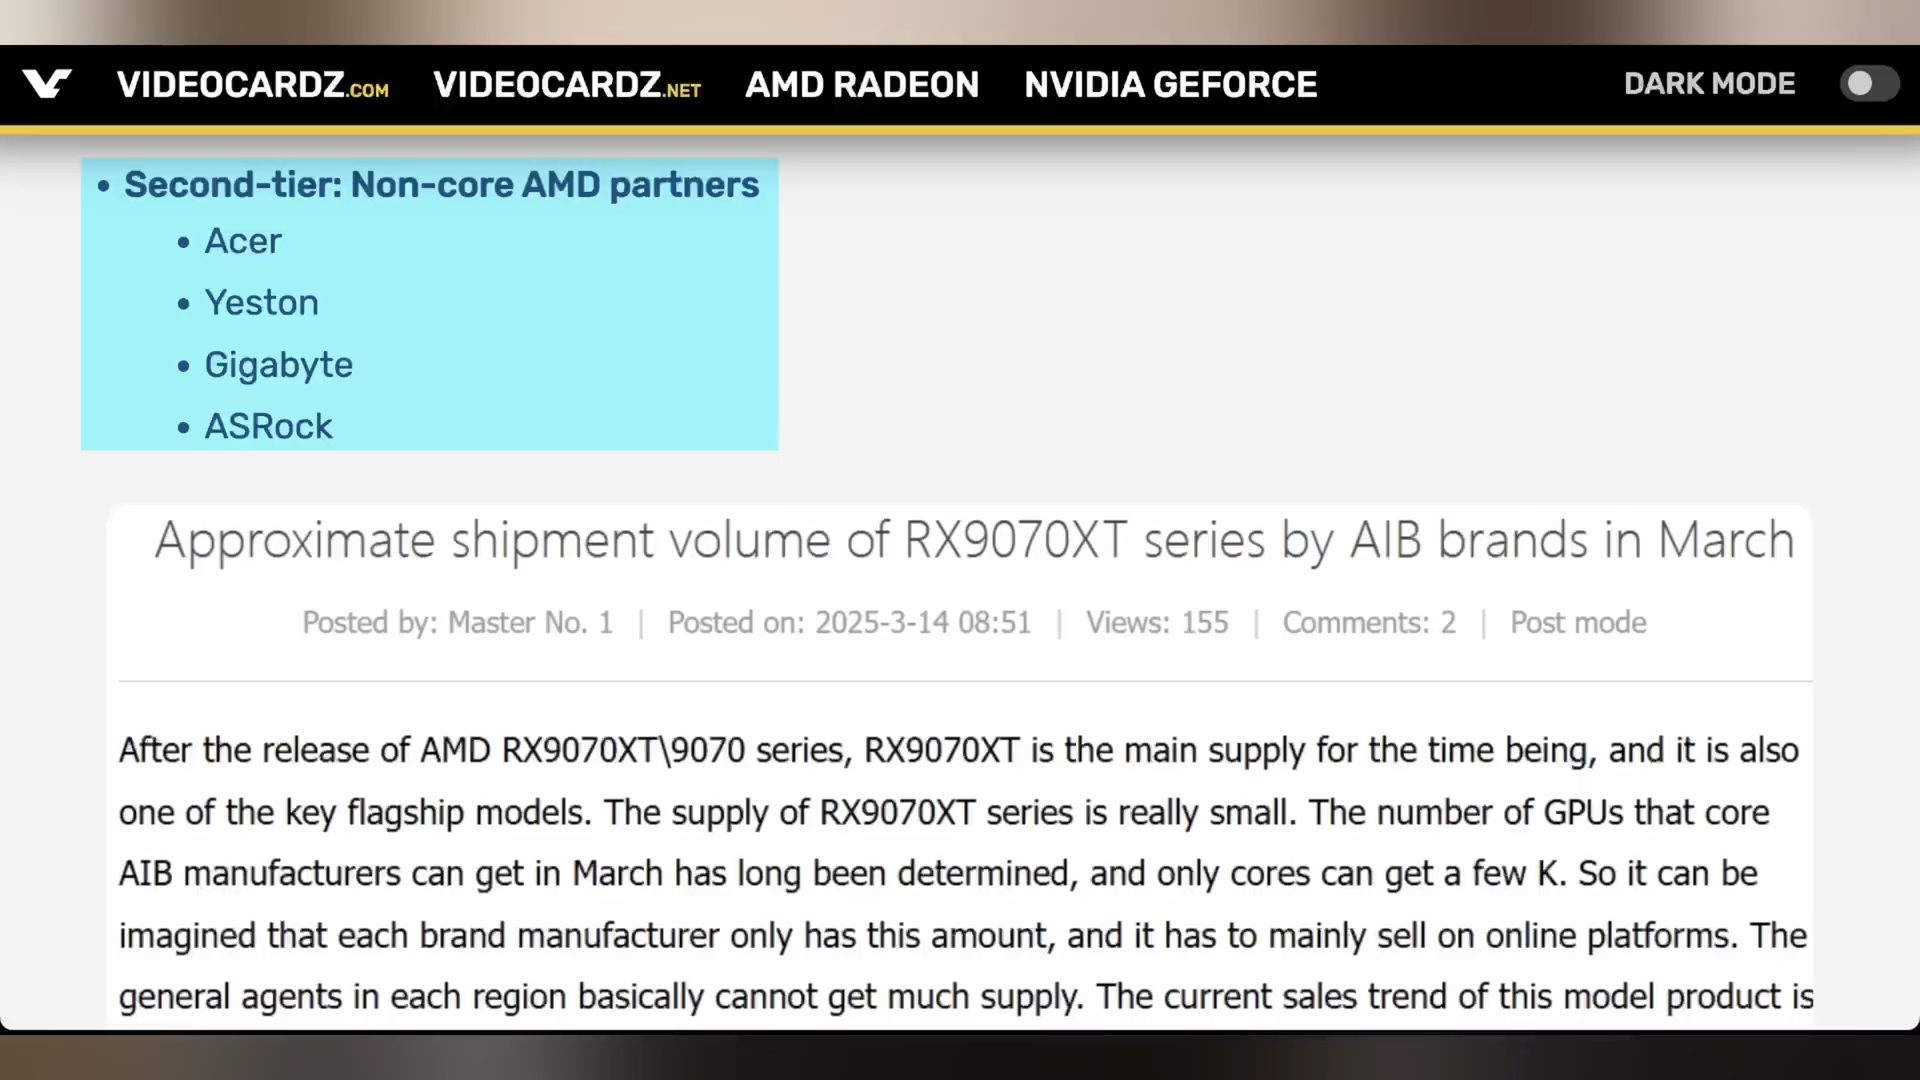 VIDEOCARDZ.COM VIDEOCARDZ.NET AMD RADEON NVIDIA GEFORCE DARK MODE
• Second-tier: Non-core AMD partners
• Acer
• Yeston
• Gigabyte
• ASRock
Approximate shipment volume of RX9070XT series by AIB brands in March
Posted by: Master No. 1 | Posted on: 2025-3-14 08:51 | Views: 155 | Comments: 2 | Post mode
After the release of AMD RX9070XT\9070 series, RX9070XT is the main supply for the time being, and it is also
one of the key flagship models. The supply of RX9070XT series is really small. The number of GPUs that core
AIB manufacturers can get in March has long been determined, and only cores can get a few K. So it can be
imagined that each brand manufacturer only has this amount, and it has to mainly sell on online platforms. The
general agents in each region basically cannot get much supply. The current sales trend of this model product is